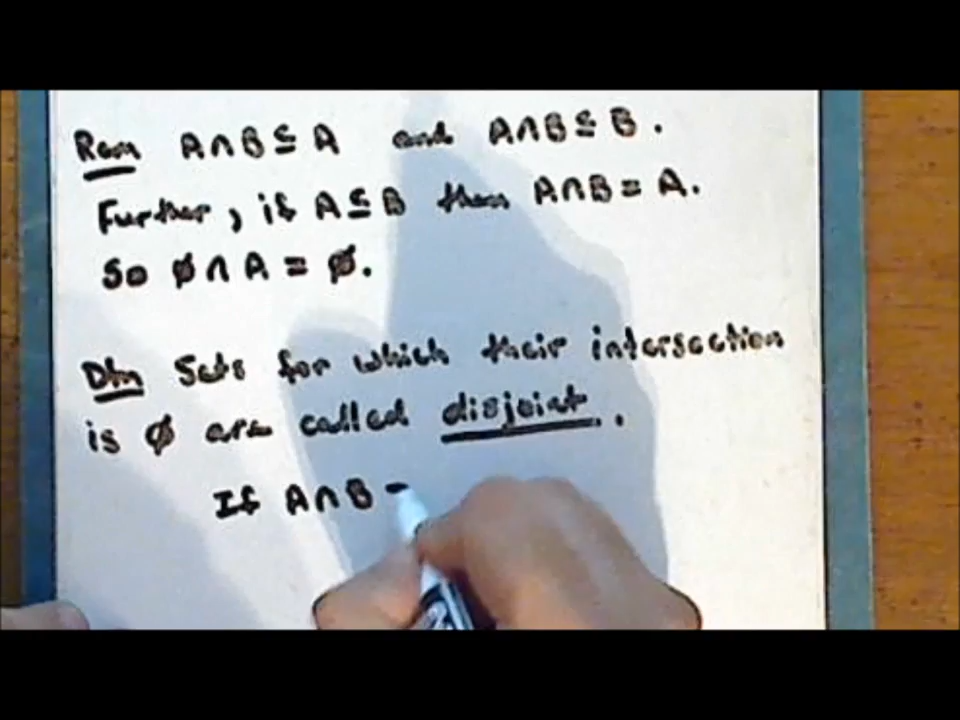 Rem A∩B⊆A and A∩B⊆B.
Further, if A⊆B then A∩B = A.
So ∅∩A = ∅.
Dfn Sets for which their intersection
is ∅ are called disjoint.
If A∩B =